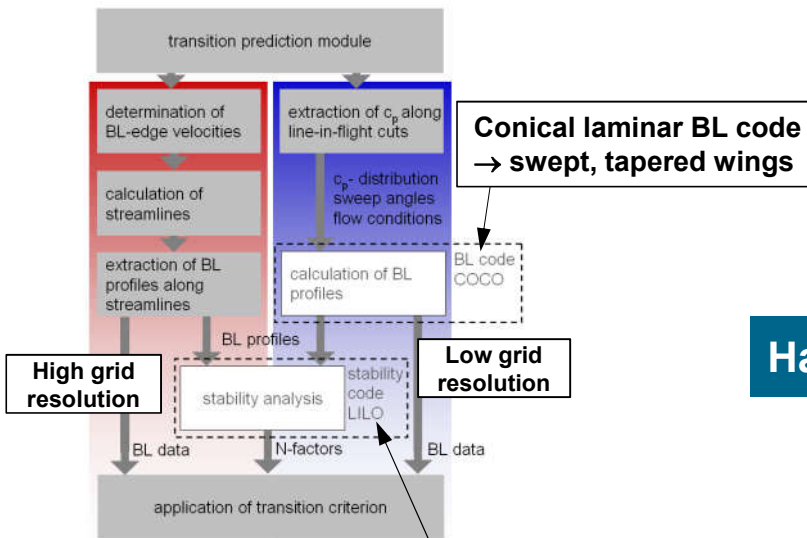 transition prediction module
determination of
BL-edge velocities
extraction of cp along
line-in-flight cuts
Conical laminar BL code
→ swept, tapered wings
calculation of
streamlines
cp- distribution
sweep angles
flow conditions
extraction of BL
profiles along
streamlines
calculation of BL
profiles
BL code
COCO
BL profiles
High grid
resolution
Low grid
resolution
Ha
stability analysis
stability
code
LILO
BL data
N-factors
BL data
application of transition criterion